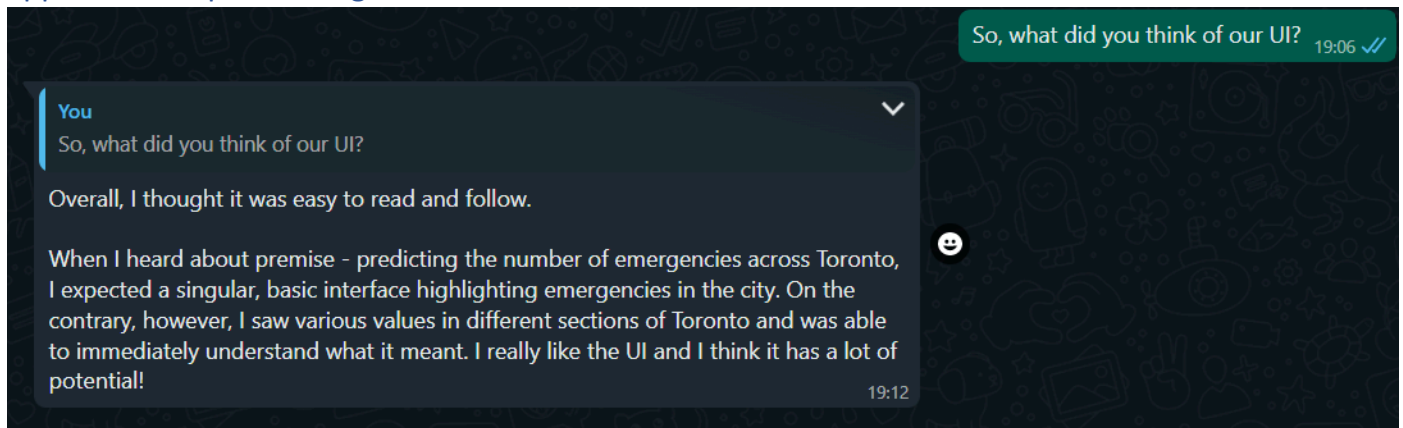 So, what did you think of our UI?
19:06
You
So, what did you think of our UI?
Overall, I thought it was easy to read and follow.
When I heard about premise - predicting the number of emergencies across Toronto,
I expected a singular, basic interface highlighting emergencies in the city. On the
contrary, however, I saw various values in different sections of Toronto and was able
to immediately understand what it meant. I really like the UI and I think it has a lot of
potential!
19:12